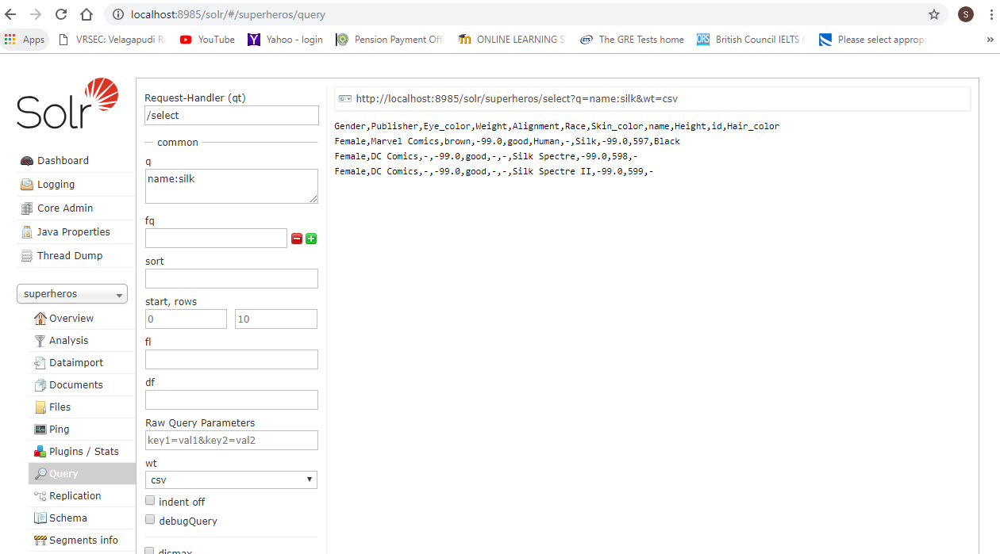 localhost:8985/solr/#/superheros/query
S
Apps
VRSEC: Velagapudi
YouTube
Yahoo - login
Pension Payment
ONLINE LEARNING
ETS
The GRE Tests home
ORS
British Council IELTS
Please select
»
Solr
Dashboard
Logging
Core Admin
Java Properties
Thread Dump
superheros
Overview
Analysis
Dataimport
Documents
Files
Ping
Plugins / Stats
Query
Replication
Schema
Segments info
Request-Handler (qt)
/select
common
q
name:silk
fq
sort
start, rows
0
10
fl
df
Raw Query Parameters
key1=val1&key2=val2
wt
csv
indent off
debugQuery
dismax
http://localhost:8985/solr/superheros/select?q=name:silk&wt=csv
Gender,Publisher,Eye_color,Weight,Alignment,Race,Skin_color,name,Height,id,Hair_color
Female,Marvel Comics,brown,-99.0,good,Human,-,Silk,-99.0,597,Black
Female,DC Comics,-,-99.0,good,-,-,Silk Spectre,-99.0,598,-
Female,DC Comics,-,-99.0,good,-,-,Silk Spectre II,-99.0,599,-